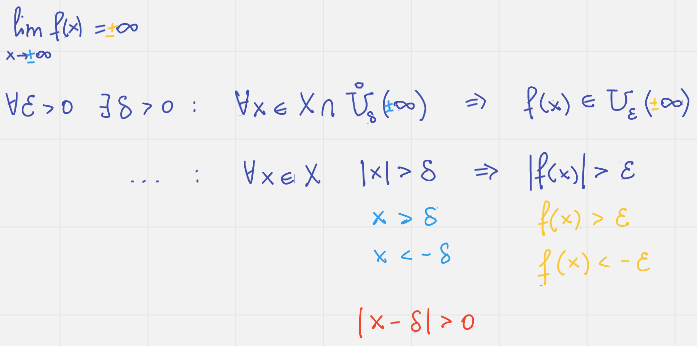 lim f(x) = ±∞
x→±∞
∀ε > 0 ∃δ > 0 : ∀x ∈ X ∩ Ů_δ(±∞) ⇒ f(x) ∈ U_ε(±∞)
... : ∀x ∈ X |x| > δ ⇒ |f(x)| > ε
x > δ f(x) > ε
x < -δ f(x) < -ε
|x - δ| > 0